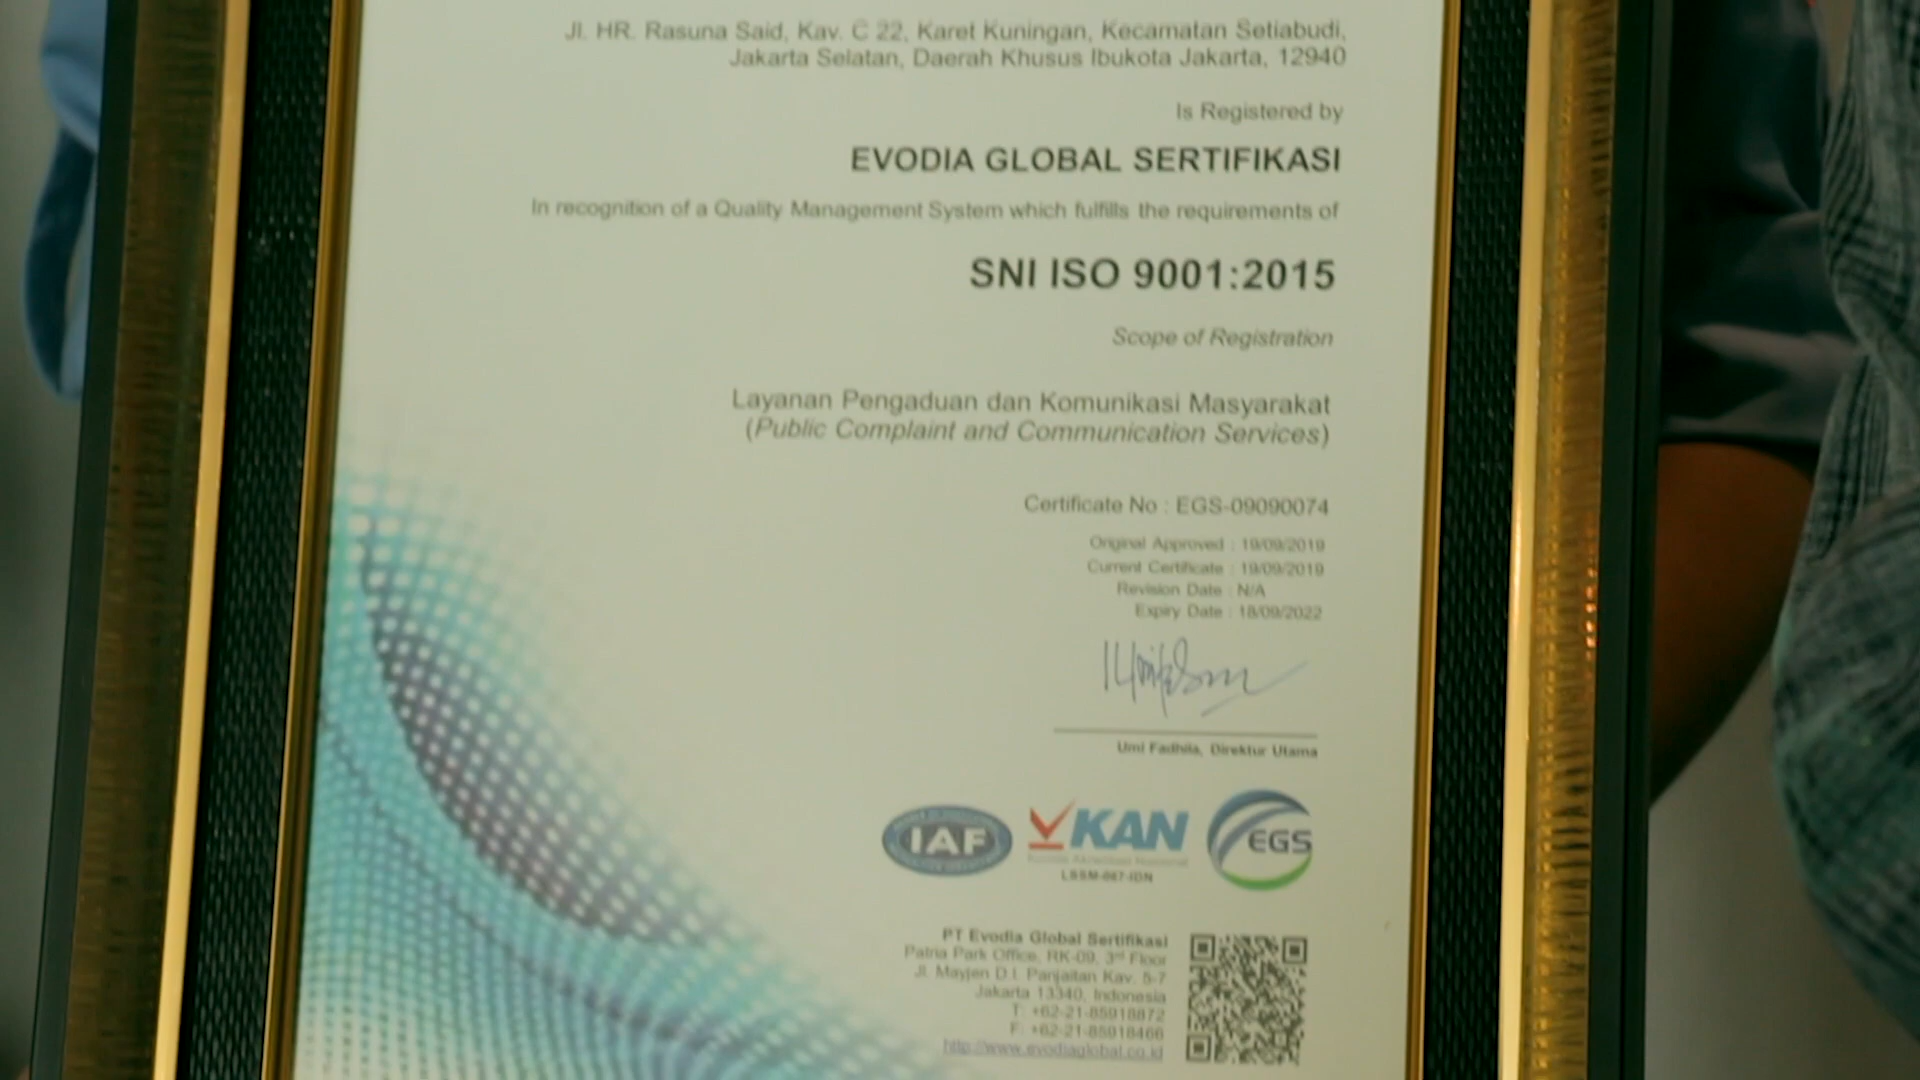 Jl. HR. Rasuna Said, Kav. C 22, Karet Kuningan, Kecamatan Setiabudi,
Jakarta Selatan, Daerah Khusus Ibukota Jakarta, 12940
Is Registered by
EVODIA GLOBAL SERTIFIKASI
In recognition of a Quality Management System which fulfills the requirements of
SNI ISO 9001:2015
Scope of Registration
Layanan Pengaduan dan Komunikasi Masyarakat
(Public Complaint and Communication Services)
Certificate No : EGS-09090074
Original Approved : 19/09/2019
Current Certificate : 19/09/2019
Revision Date : N/A
Expiry Date : 18/09/2022
Umi Fadhila, Direktur Utama
IAF
KAN
Komite Akreditasi Nasional
LSSM-067-IDN
EGS
PT Evodia Global Sertifikasi
Patria Park Office, RK-09, 3rd Floor
Jl. Mayjen D.I. Panjaitan Kav. 5-7
Jakarta 13340, Indonesia
T: +62-21-85918872
F: +62-21-85918466
http://www.evodiaglobal.co.id